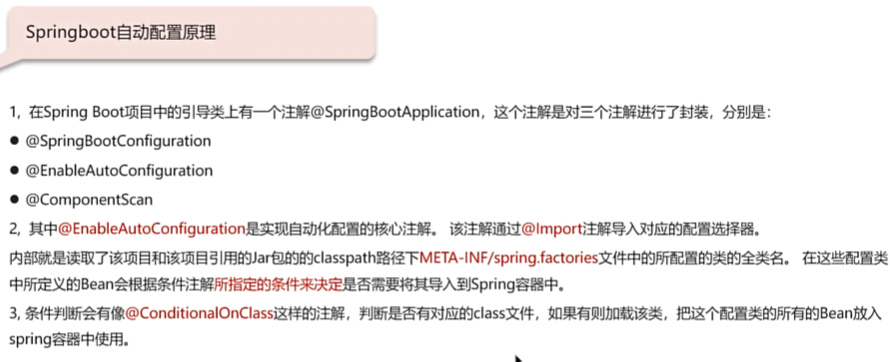 Springboot自动配置原理
1, 在Spring Boot项目中的引导类上有一个注解@SpringBootApplication，这个注解是对三个注解进行了封装，分别是：
● @SpringBootConfiguration
● @EnableAutoConfiguration
● @ComponentScan
2, 其中@EnableAutoConfiguration是实现自动化配置的核心注解。 该注解通过@Import注解导入对应的配置选择器。
内部就是读取了该项目和该项目引用的Jar包的的classpath路径下META-INF/spring.factories文件中的所配置的类的全类名。 在这些配置类
中所定义的Bean会根据条件注解所指定的条件来决定是否需要将其导入到Spring容器中。
3, 条件判断会有像@ConditionalOnClass这样的注解，判断是否有对应的class文件，如果有则加载该类，把这个配置类的所有的Bean放入
spring容器中使用。